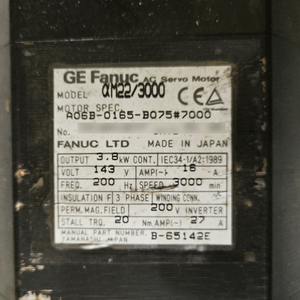 GE Fanuc AC Servo Motor
MODEL αM22/3000
MOTOR SPEC.
A06B-0165-B075#7000
No.
FANUC LTD
OUTPUT 3.8 kW CONT. IEC34-1/A2:1989
VOLT 143 V AMP(~) 16 A
FREQ. 200 Hz SPEED 3000 min
INSULATION F 3 PHASE WINDING CONN.
PERM. MAG. FIELD 200 V INVERTER
STALL TRQ. 20 Nm AMP(~) 27 A
MANUAL PART NUMBER
YAMANASHI JAPAN B-65142E